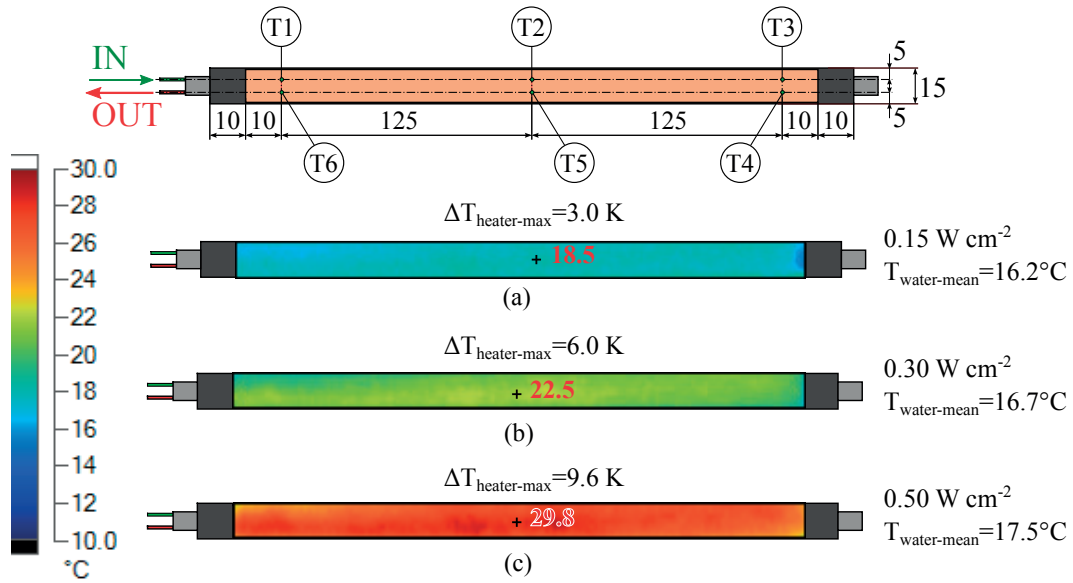 T1
T2
T3
IN
OUT
5
15
5
10
10
125
125
10
10
T6
T5
T4
30.0
28
26
24
22
20
18
16
14
12
10.0
°C
ΔTheater-max=3.0 K
18.5
0.15 W cm-2
Twater-mean=16.2°C
(a)
ΔTheater-max=6.0 K
22.5
0.30 W cm-2
Twater-mean=16.7°C
(b)
ΔTheater-max=9.6 K
29.8
0.50 W cm-2
Twater-mean=17.5°C
(c)